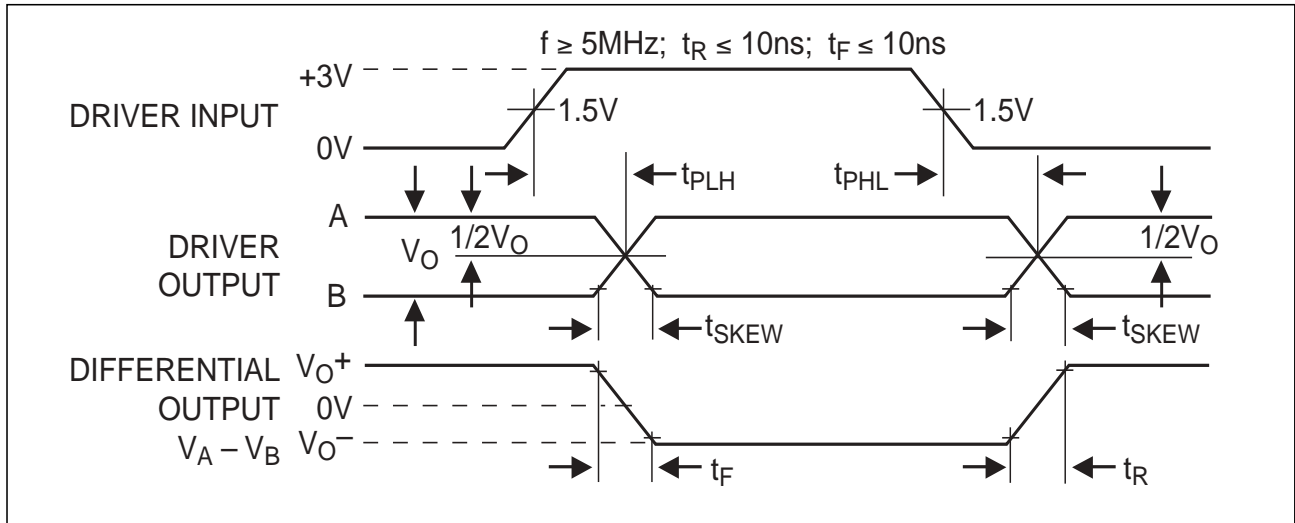 f ≥ 5MHz; tR ≤ 10ns; tF ≤ 10ns
+3V
DRIVER INPUT
1.5V
1.5V
0V
tPLH
tPHL
A
DRIVER
OUTPUT
VO
1/2VO
1/2VO
B
tSKEW
tSKEW
DIFFERENTIAL
OUTPUT
VA – VB
VO+
0V
VO–
tF
tR